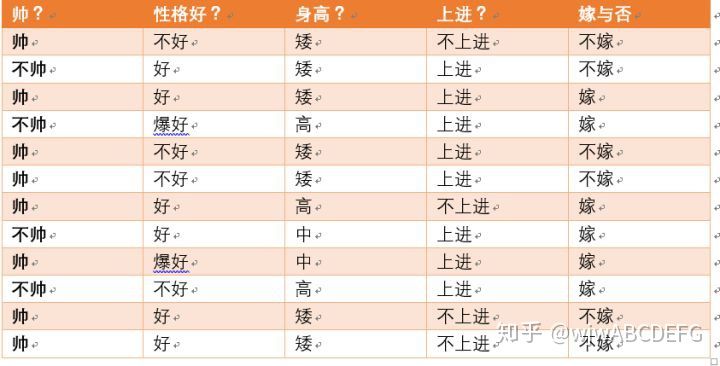 帅？ 性格好？ 身高？ 上进？ 嫁与否
帅 不好 矮 不上进 不嫁
不帅 好 矮 上进 不嫁
帅 好 矮 上进 嫁
不帅 爆好 高 上进 嫁
帅 不好 矮 上进 不嫁
帅 不好 矮 上进 不嫁
帅 好 高 不上进 嫁
不帅 好 中 上进 嫁
帅 爆好 中 上进 嫁
不帅 不好 高 上进 嫁
帅 好 矮 不上进 不嫁
帅 好 矮 不上进 不嫁
知乎 @wiwABCDEFG